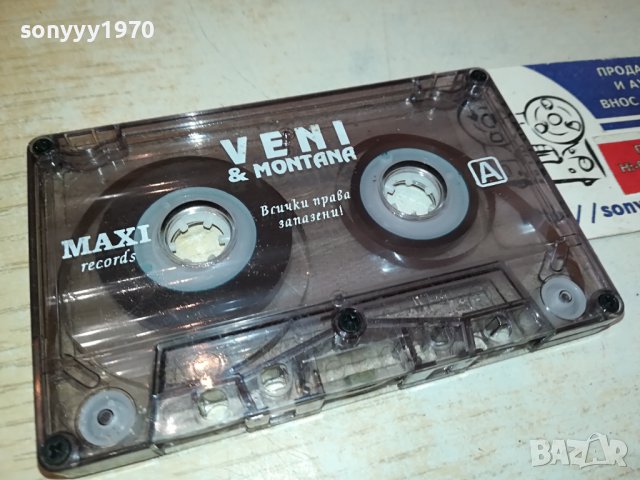 sonyyy1970
VENI
& MONTANA
A
Всички права
запазени!
MAXI
records
ПРОДА
И АУ
ВНОС
//sony
BAZAR